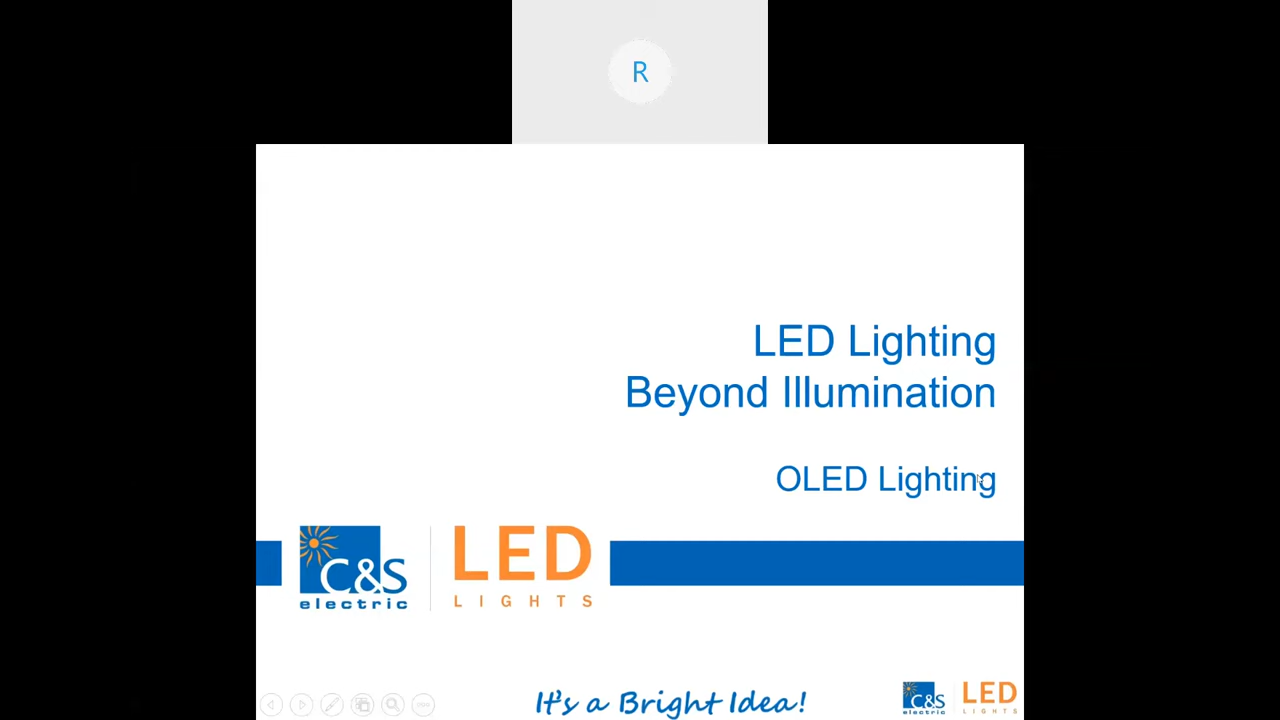 R
LED Lighting
Beyond Illumination
OLED Lighting
C&S
electric
LED
LIGHTS
It's a Bright Idea!
C&S
electric
LED
LIGHTS